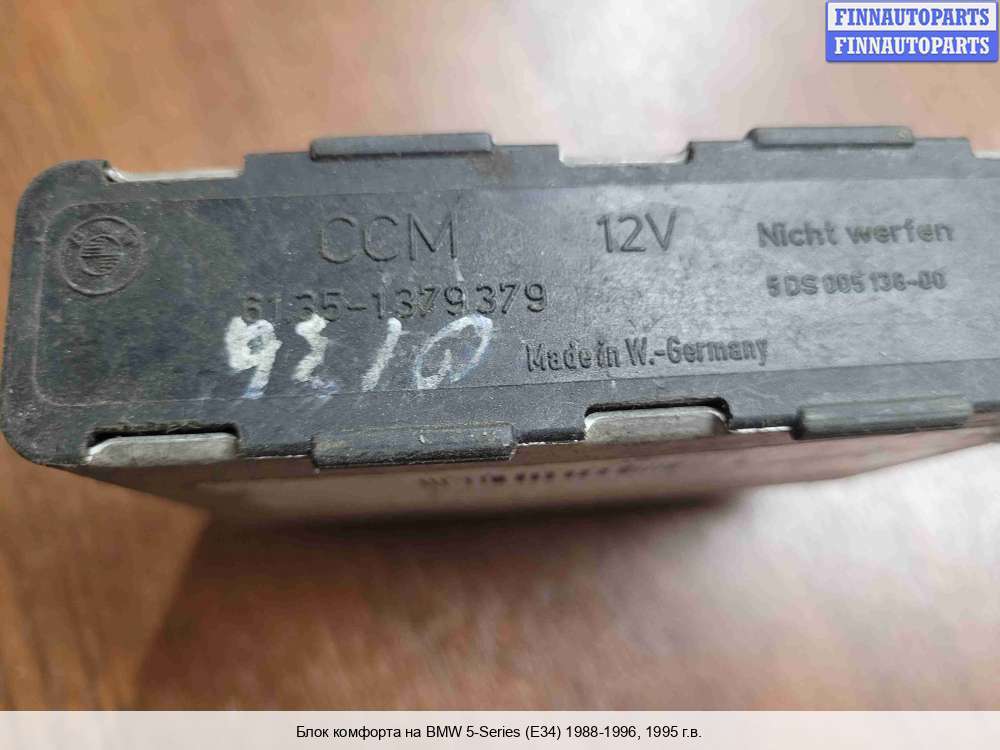 FINNAUTOPARTS
FINNAUTOPARTS
CCM 12V Nicht werfen
6135-1379379 5DS 005 136-00
Made in W.-Germany
Блок комфорта на BMW 5-Series (E34) 1988-1996, 1995 г.в.